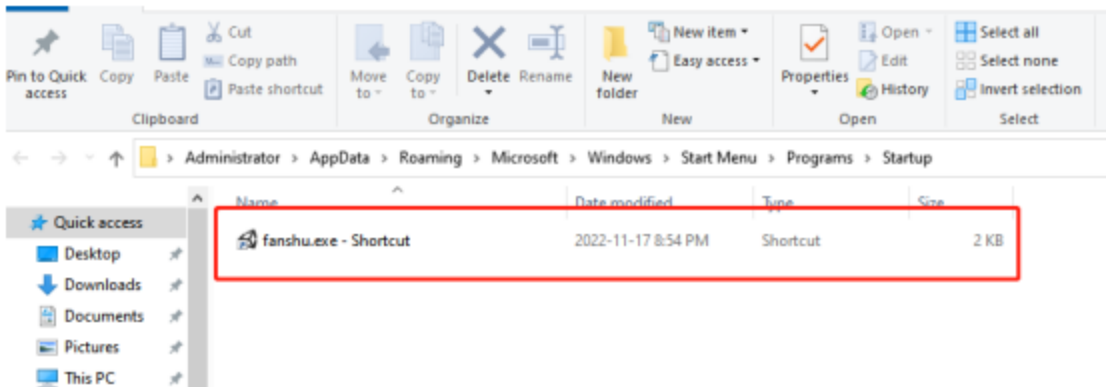 Cut
New item
Open
Select all
Copy path
Easy access
Edit
Select none
Pin to Quick access
Copy
Paste
Paste shortcut
Move to
Copy to
Delete
Rename
New folder
Properties
History
Invert selection
Clipboard
Organize
New
Open
Select
Administrator > AppData > Roaming > Microsoft > Windows > Start Menu > Programs > Startup
Name Date modified Type Size
Quick access
fanshu.exe - Shortcut 2022-11-17 8:54 PM Shortcut 2 KB
Desktop
Downloads
Documents
Pictures
This PC